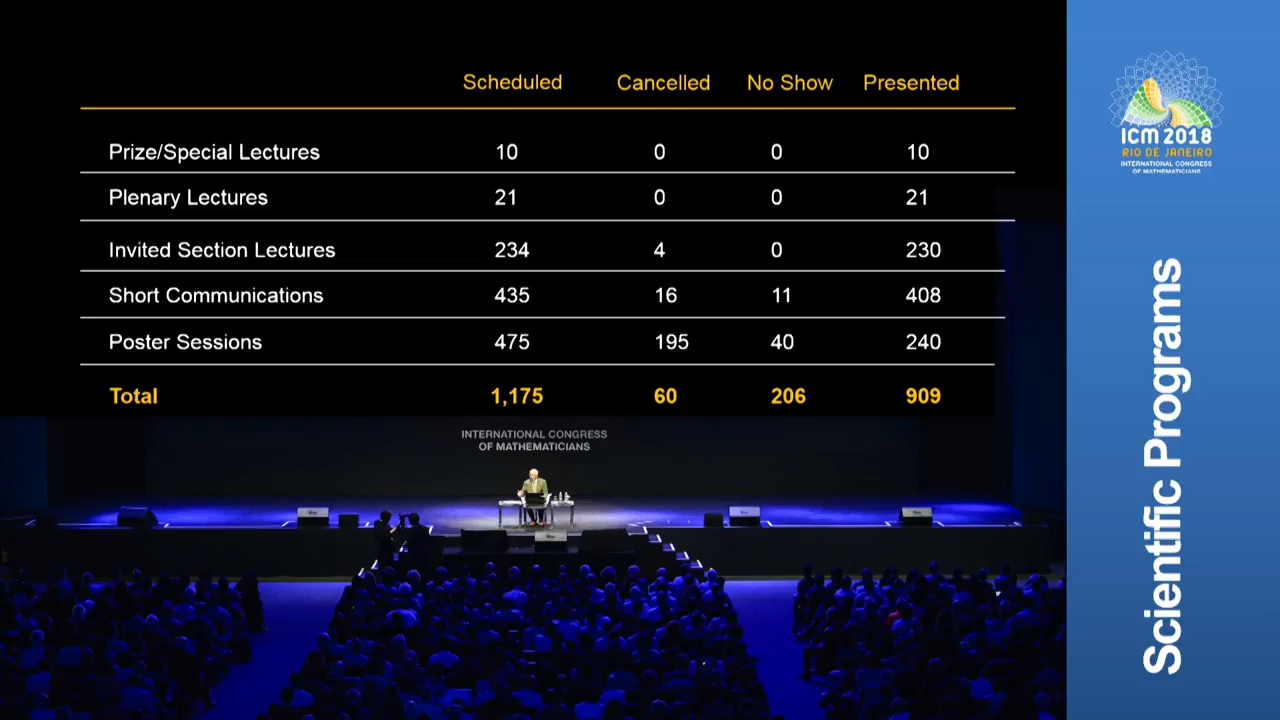 Scheduled Cancelled No Show Presented
Prize/Special Lectures 10 0 0 10
Plenary Lectures 21 0 0 21
Invited Section Lectures 234 4 0 230
Short Communications 435 16 11 408
Poster Sessions 475 195 40 240
Total 1,175 60 206 909
INTERNATIONAL CONGRESS
OF MATHEMATICIANS
ICM 2018
RIO DE JANEIRO
INTERNATIONAL CONGRESS
OF MATHEMATICIANS
Scientific Programs